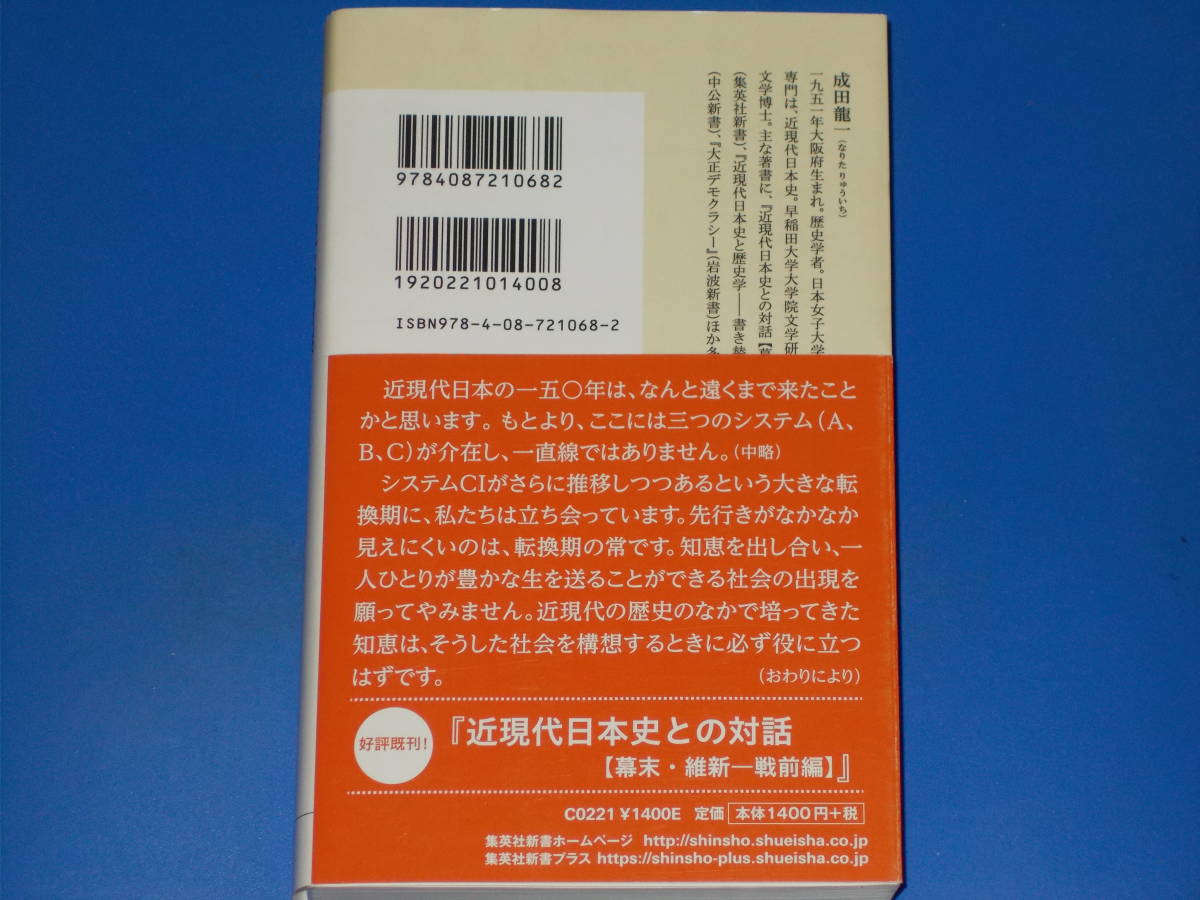 成田龍一（なりた りゅういち）
一九五一年大阪府生まれ。歴史学者。日本女子大学
専門は、近現代日本史。早稲田大学大学院文学研
文学博士。主な著書に、『近現代日本史との対話【幕
（集英社新書）、『近現代日本史と歴史学――書き替
（中公新書）、『大正デモクラシー』（岩波新書）ほか多
9784087210682
1920221014008
ISBN978-4-08-721068-2
近現代日本の一五〇年は、なんと遠くまで来たこと
かと思います。もとより、ここには三つのシステム（A、
B、C）が介在し、一直線ではありません。（中略）
システムCIがさらに推移しつつあるという大きな転
換期に、私たちは立ち会っています。先行きがなかなか
見えにくいのは、転換期の常です。知恵を出し合い、一
人ひとりが豊かな生を送ることができる社会の出現を
願ってやみません。近現代の歴史のなかで培ってきた
知恵は、そうした社会を構想するときに必ず役に立つ
はずです。（おわりにより）
好評既刊！
『近現代日本史との対話
【幕末・維新―戦前編】』
C0221 ¥1400E 定価 本体1400円+税
集英社新書ホームページ http://shinsho.shueisha.co.jp
集英社新書プラス https://shinsho-plus.shueisha.co.jp